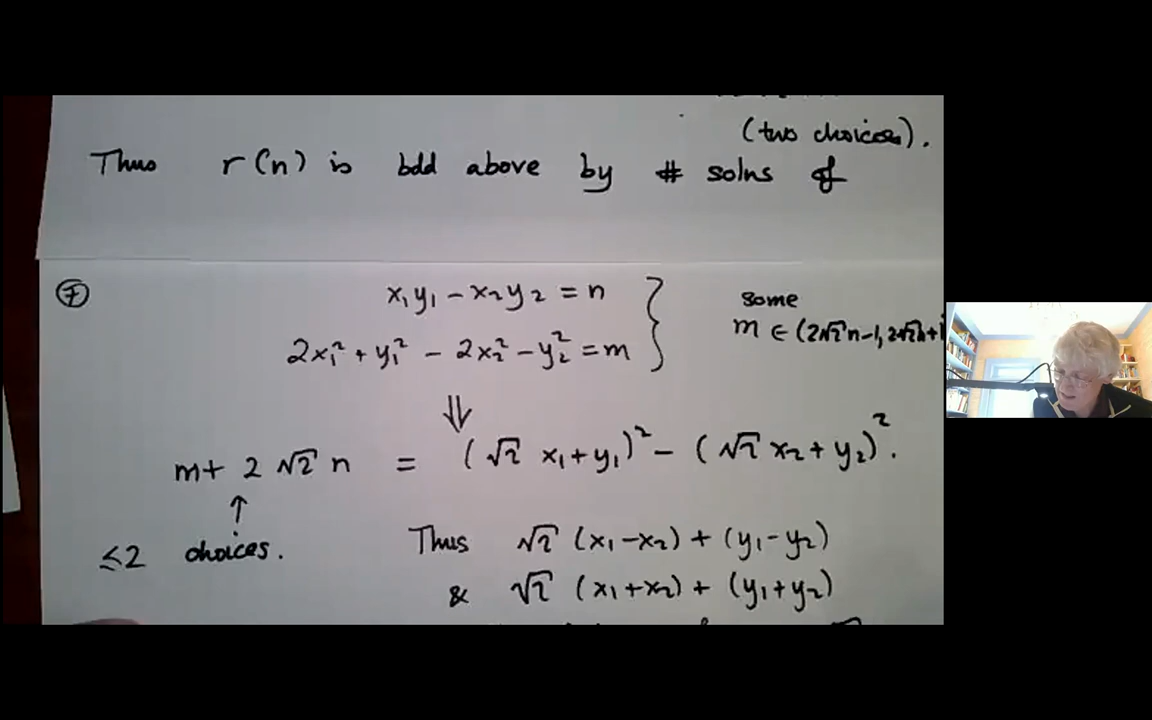 (two choices).
Thus r(n) is bdd above by # solns of
⑦ x₁y₁ - x₂y₂ = n
some
2x₁² + y₁² - 2x₂² - y₂² = m } m ∈ (2√2n-1, 2√2n+1
⇓
m + 2√2 n = (√2 x₁ + y₁)² - (√2 x₂ + y₂)².
↑
≤2 choices. Thus √2 (x₁-x₂) + (y₁-y₂)
& √2 (x₁+x₂) + (y₁+y₂)